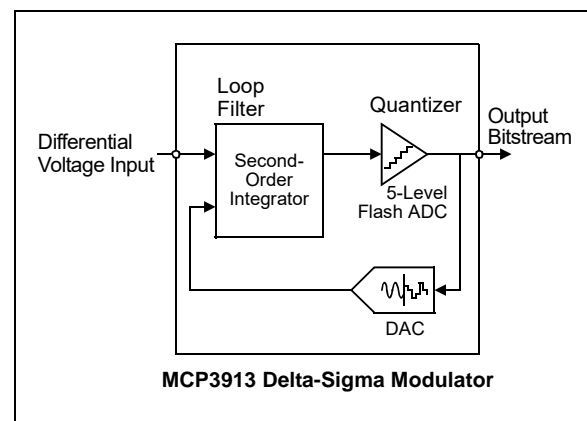 Loop
Filter
Quantizer
Output
Bitstream
Differential
Voltage Input
Second-
Order
Integrator
5-Level
Flash ADC
DAC
MCP3913 Delta-Sigma Modulator